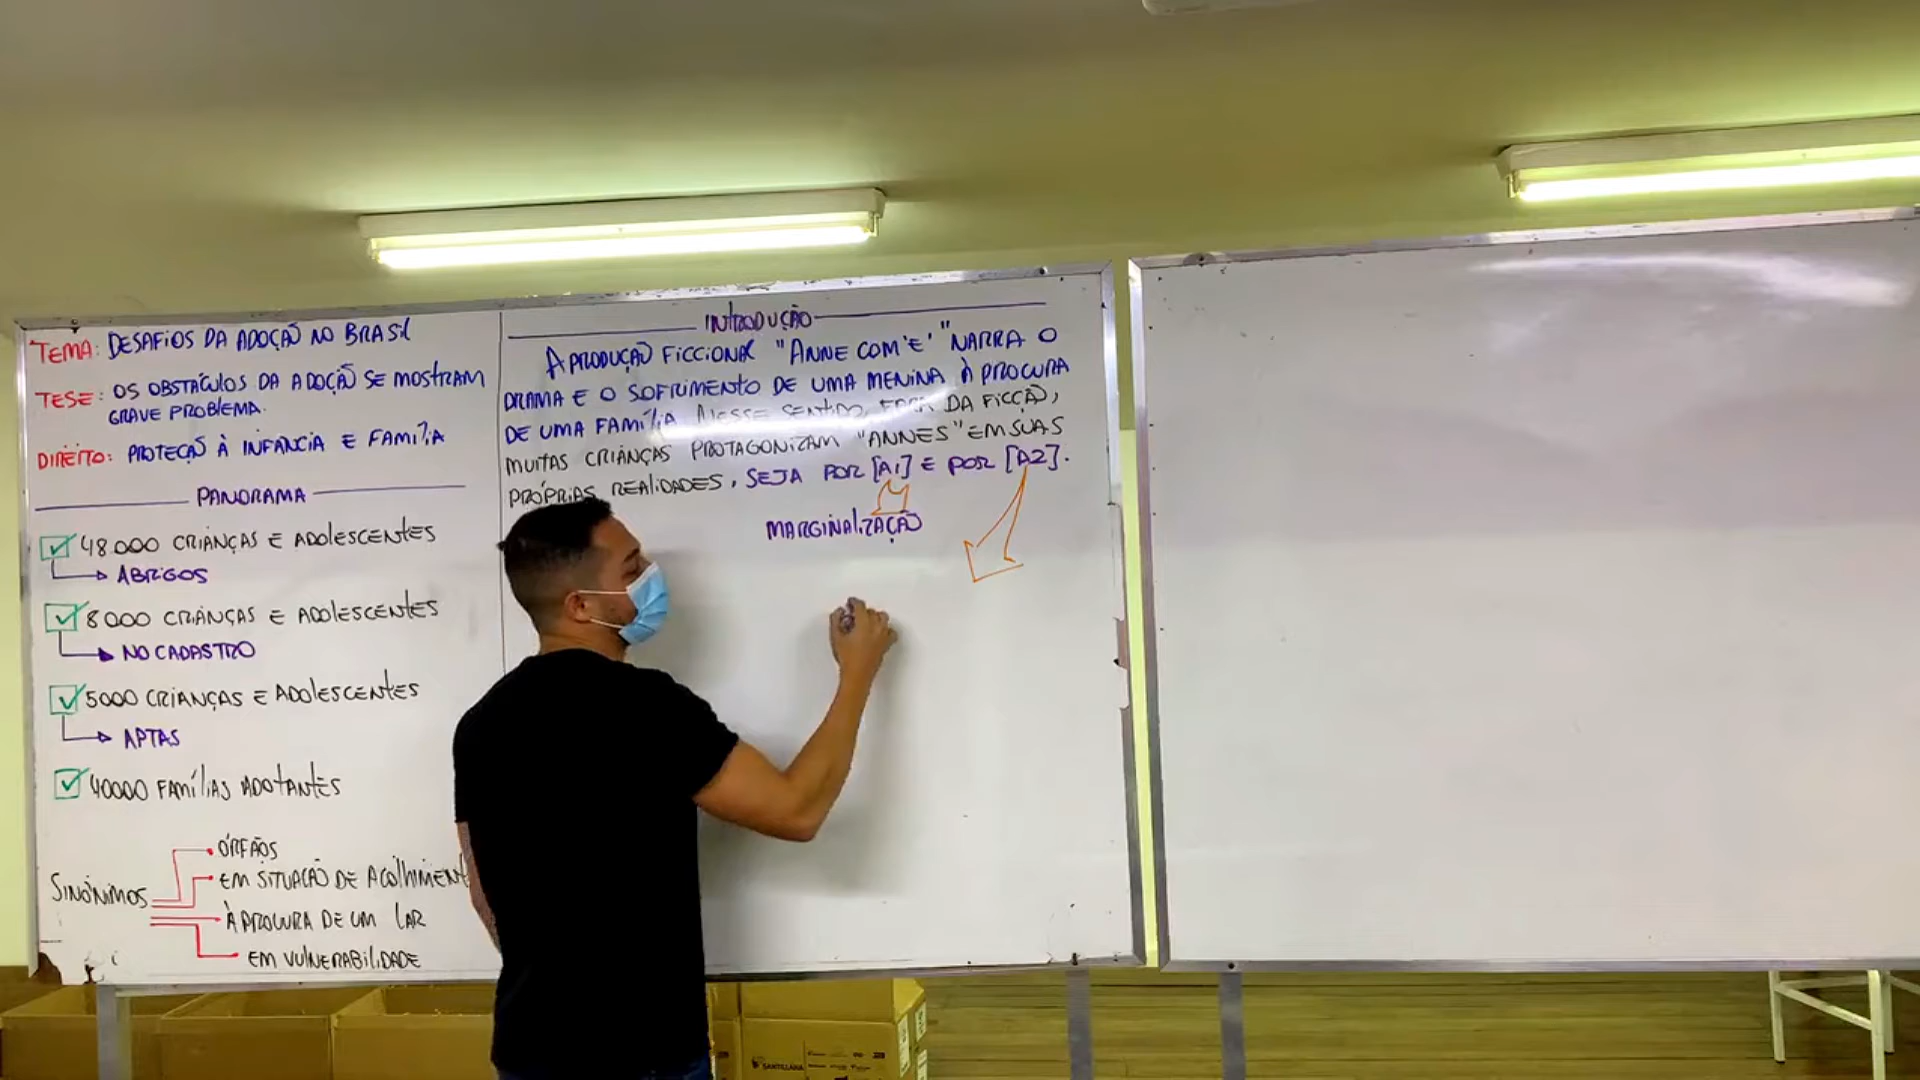 TEMA: DESAFIOS DA ADOÇÃO NO BRASIL
TESE: OS OBSTÁCULOS DA ADOÇÃO SE MOSTRAM
GRAVE PROBLEMA.
DIREITO: PROTEÇÃO À INFÂNCIA E FAMÍLIA
PANORAMA
48.000 CRIANÇAS E ADOLESCENTES
ABRIGOS
8000 CRIANÇAS E ADOLESCENTES
NO CADASTRO
5000 CRIANÇAS E ADOLESCENTES
APTAS
40000 FAMÍLIAS ADOTANTES
SINÔNIMOS
ÓRFÃOS
EM SITUAÇÃO DE ACOLHIMENT
À PROCURA DE UM LAR
EM VULNERABILIDADE
INTRODUÇÃO
A PRODUÇÃO FICCIONAL "ANNE COM 'E' " NARRA O
DRAMA E O SOFRIMENTO DE UMA MENINA À PROCURA
DE UMA FAMÍLIA. NESSE SENTIDO, FORA DA FICÇÃO,
MUITAS CRIANÇAS PROTAGONIZAM "ANNES" EM SUAS
PRÓPRIAS REALIDADES, SEJA POR [A1] E POR [A2].
MARGINALIZAÇÃO
SANTILLANA